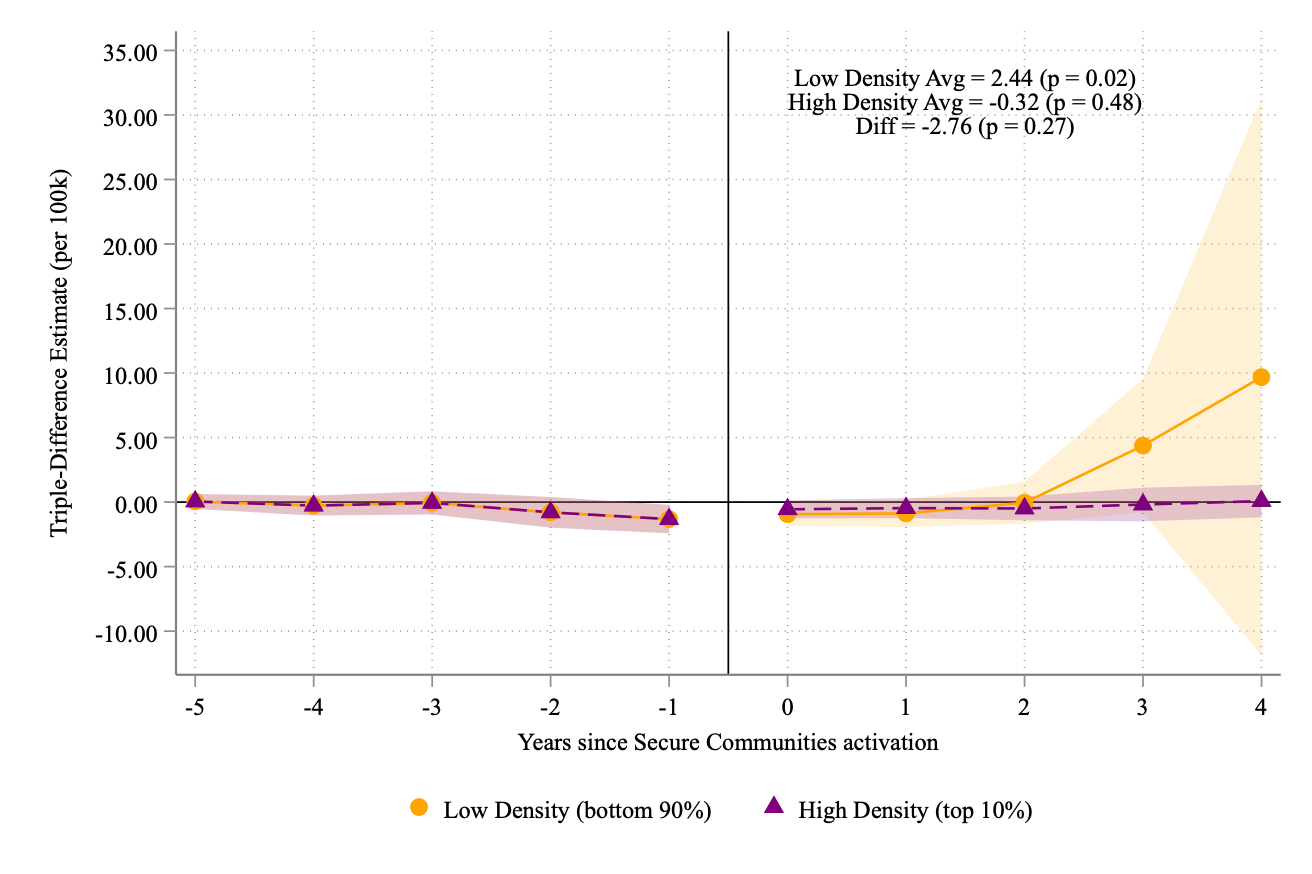 35.00
30.00
25.00
20.00
15.00
10.00
5.00
0.00
-5.00
-10.00
Triple-Difference Estimate (per 100k)
Low Density Avg = 2.44 (p = 0.02)
High Density Avg = -0.32 (p = 0.48)
Diff = -2.76 (p = 0.27)
-5 -4 -3 -2 -1 0 1 2 3 4
Years since Secure Communities activation
Low Density (bottom 90%) High Density (top 10%)